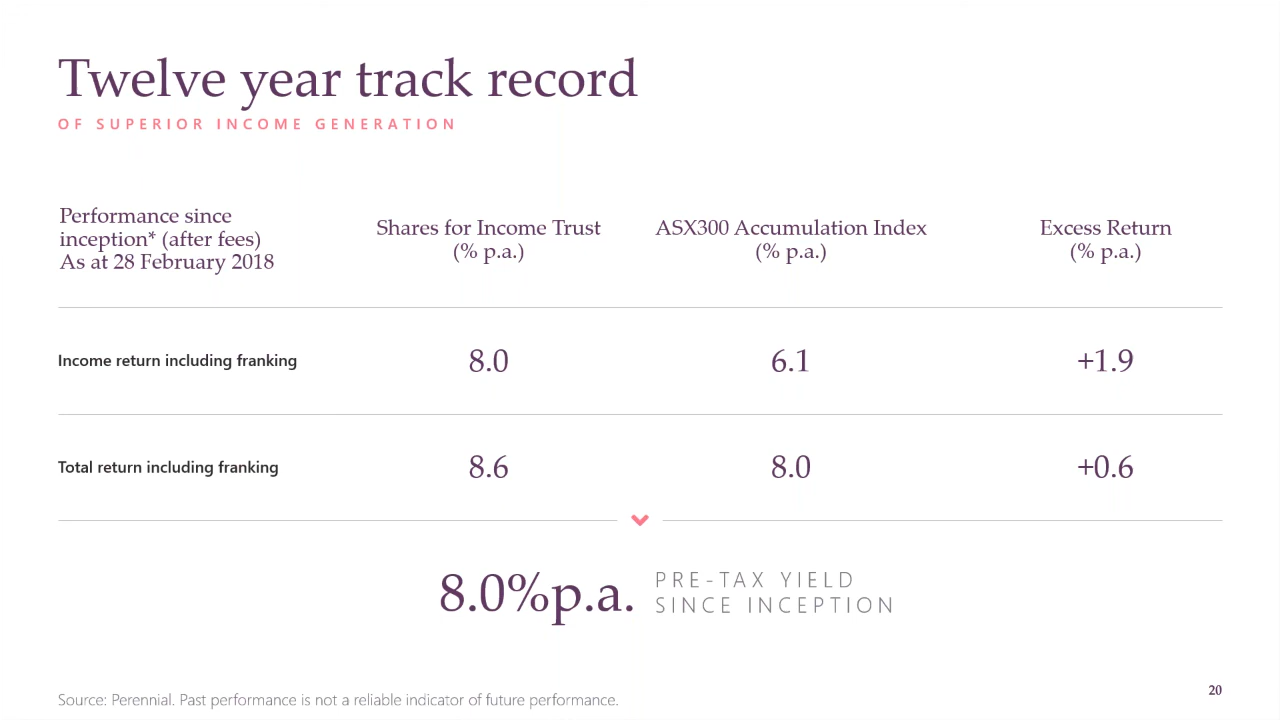 Twelve year track record
OF SUPERIOR INCOME GENERATION
Performance since
inception* (after fees)
As at 28 February 2018
Shares for Income Trust
(% p.a.)
ASX300 Accumulation Index
(% p.a.)
Excess Return
(% p.a.)
Income return including franking
8.0
6.1
+1.9
Total return including franking
8.6
8.0
+0.6
8.0%p.a.
PRE-TAX YIELD
SINCE INCEPTION
Source: Perennial. Past performance is not a reliable indicator of future performance.
20